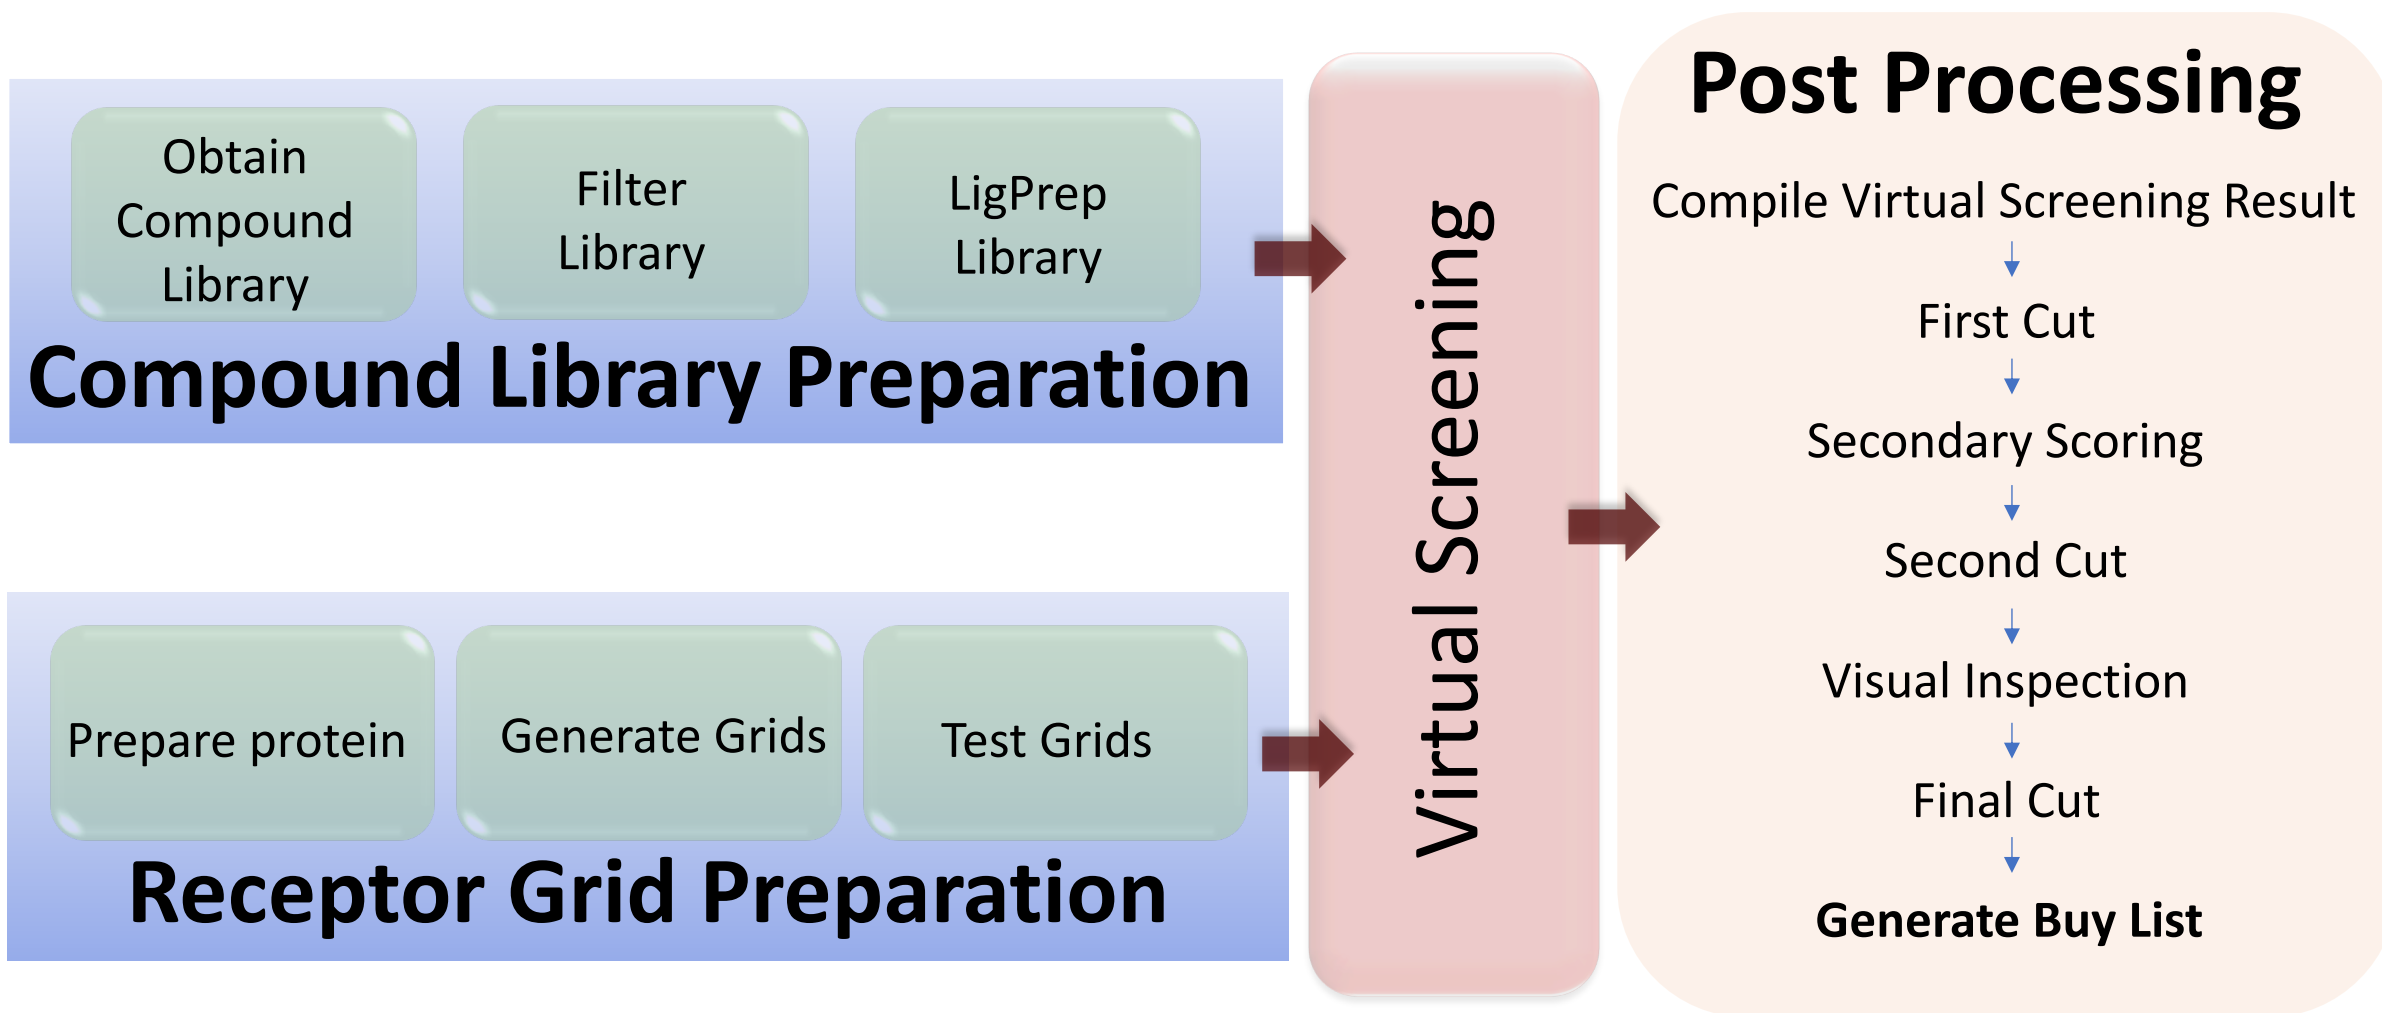 Obtain
Compound
Library
Filter
Library
LigPrep
Library
Compound Library Preparation
Prepare protein
Generate Grids
Test Grids
Receptor Grid Preparation
Virtual Screening
Post Processing
Compile Virtual Screening Result
First Cut
Secondary Scoring
Second Cut
Visual Inspection
Final Cut
Generate Buy List